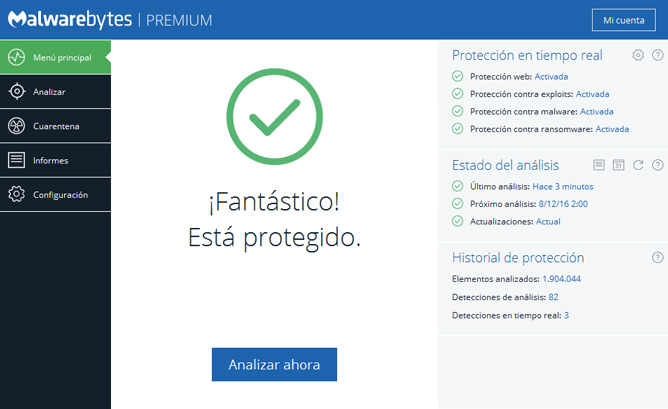 Malwarebytes | PREMIUM
Mi cuenta
Menú principal
Analizar
Cuarentena
Informes
Configuración
¡Fantástico!
Está protegido.
Analizar ahora
Protección en tiempo real
Protección web: Activada
Protección contra exploits: Activada
Protección contra malware: Activada
Protección contra ransomware: Activada
Estado del análisis
31
Último análisis: Hace 3 minutos
Próximo análisis: 8/12/16 2:00
Actualizaciones: Actual
Historial de protección
Elementos analizados: 1.904.044
Detecciones de análisis: 82
Detecciones en tiempo real: 3